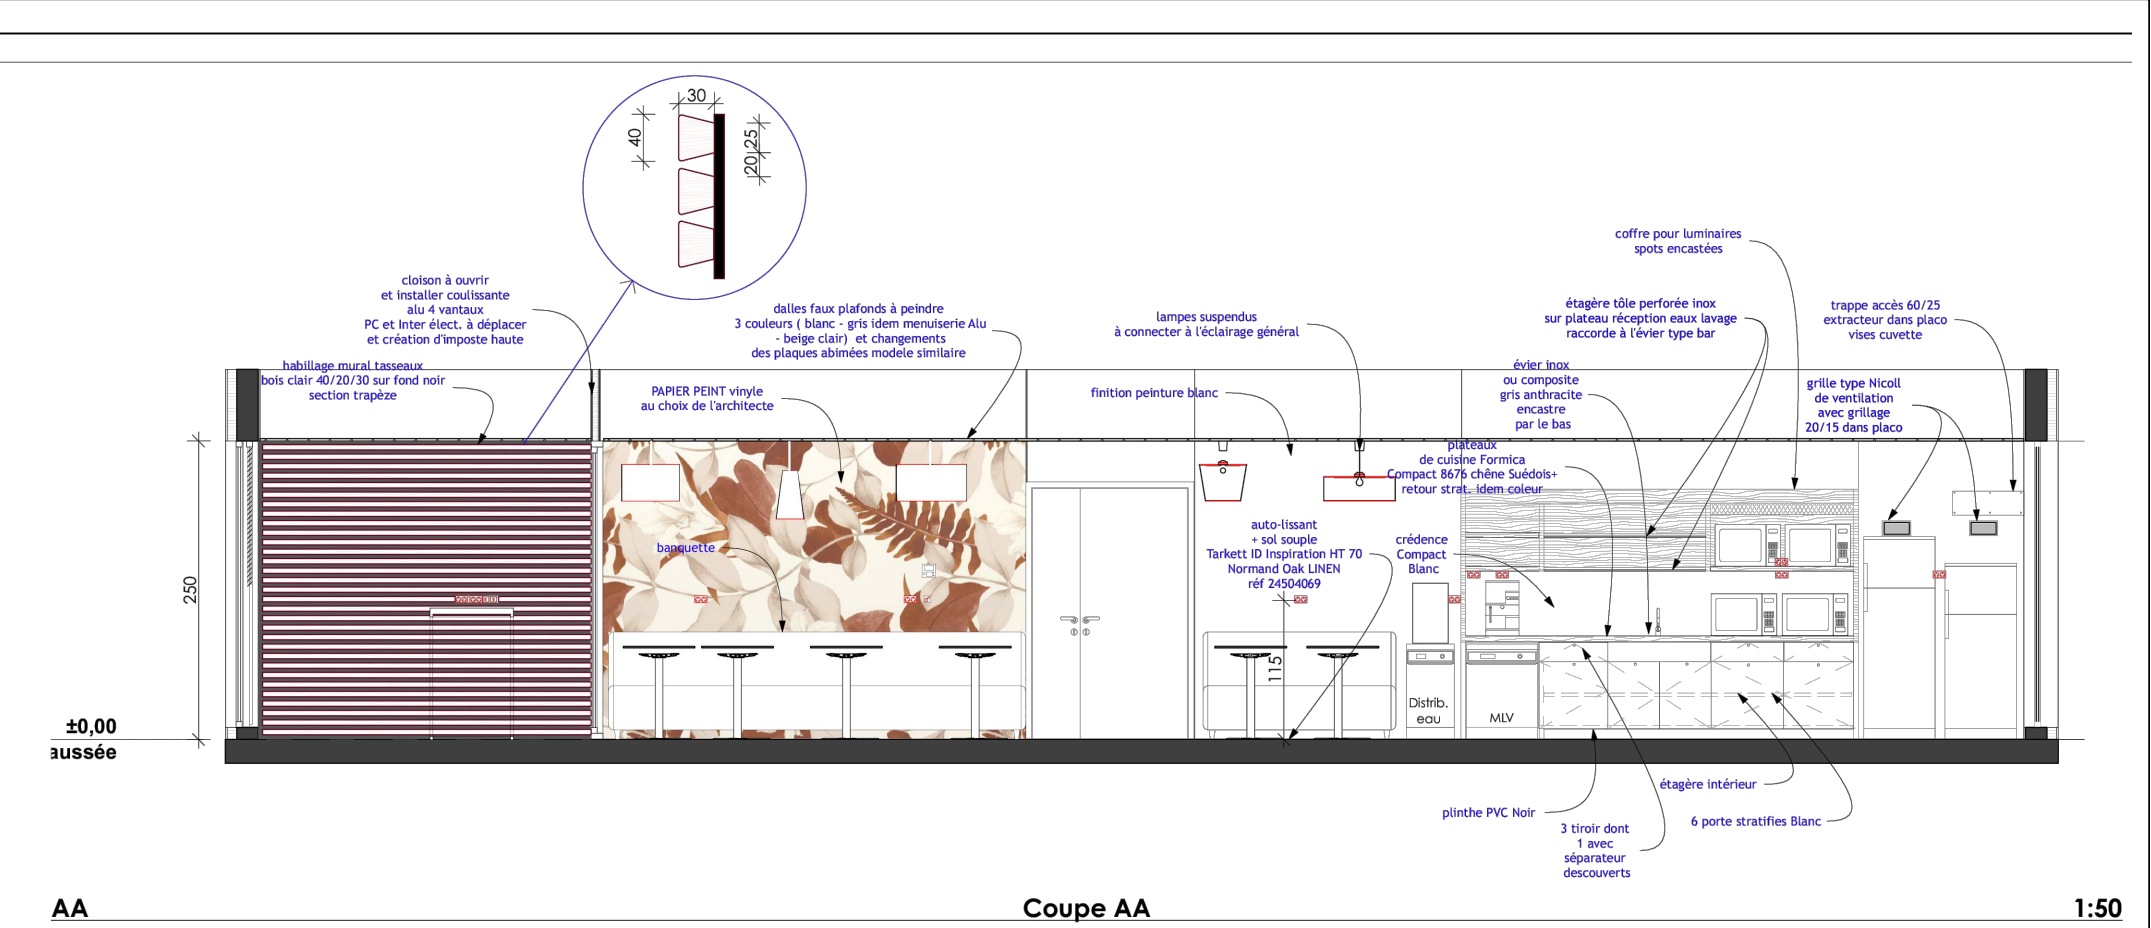 30
40
25
20
coffre pour luminaires
spots encastées
cloison à ouvrir
et installer coulissante
alu 4 vantaux
PC et Inter élect. à déplacer
et création d'imposte haute
dalles faux plafonds à peindre
3 couleurs ( blanc - gris idem menuiserie Alu
- beige clair) et changements
des plaques abimées modele similaire
lampes suspendus
à connecter à l'éclairage général
étagère tôle perforée inox
sur plateau réception eaux lavage
raccorde à l'évier type bar
trappe accès 60/25
extracteur dans placo
vises cuvette
habillage mural tasseaux
bois clair 40/20/30 sur fond noir
section trapèze
PAPIER PEINT vinyle
au choix de l'architecte
finition peinture blanc
évier inox
ou composite
gris anthracite
encastre
par le bas
grille type Nicoll
de ventilation
avec grillage
20/15 dans placo
plateaux
de cuisine Formica
Compact 8676 chêne Suédois+
retour strat. idem coleur
banquette
auto-lissant
+ sol souple
Tarkett ID Inspiration HT 70
Normand Oak LINEN
réf 24504069
crédence
Compact
Blanc
250
115
Distrib.
eau
MLV
±0,00
aussée
étagère intérieur
plinthe PVC Noir
6 porte stratifies Blanc
3 tiroir dont
1 avec
séparateur
descouverts
AA
Coupe AA
1:50